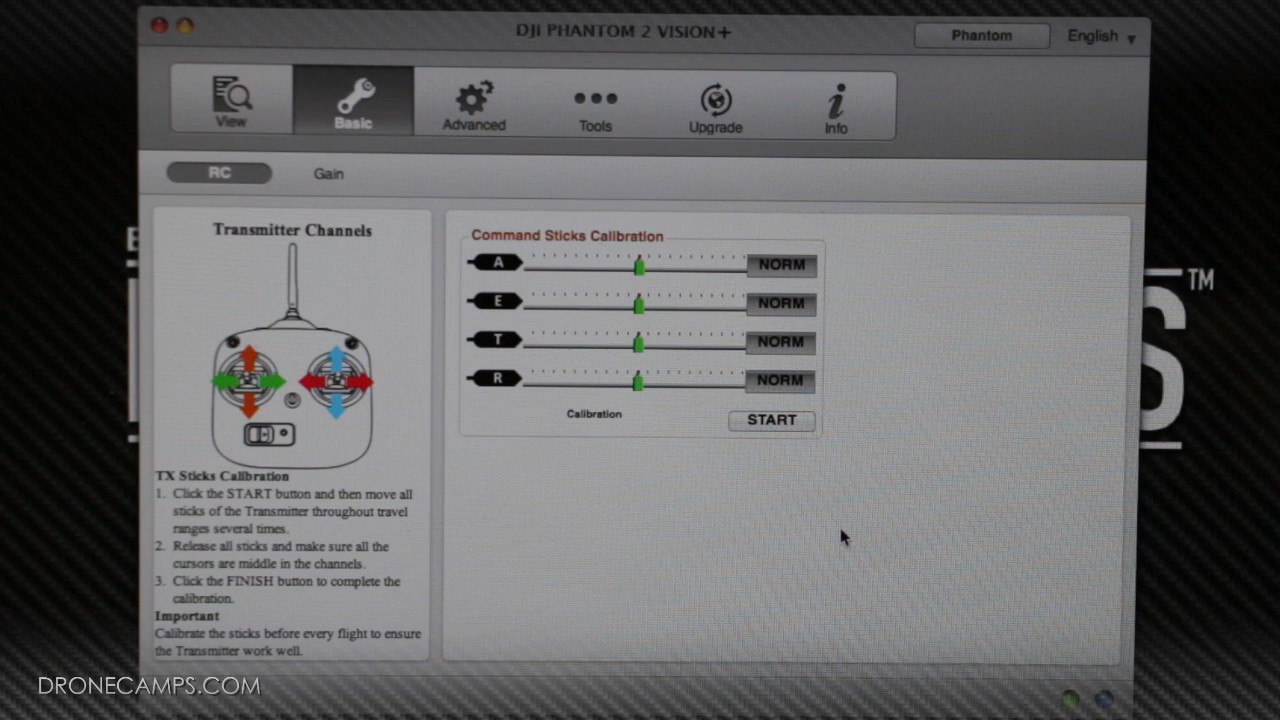 DJI PHANTOM 2 VISION+
Phantom
English
View
Basic
Advanced
Tools
Upgrade
Info
RC
Gain
Transmitter Channels
TX Sticks Calibration
1. Click the START button and then move all
sticks of the Transmitter throughout travel
ranges several times.
2. Release all sticks and make sure all the
cursors are middle in the channels.
3. Click the FINISH button to complete the
calibration.
Important
Calibrate the sticks before every flight to ensure
the Transmitter work well.
Command Sticks Calibration
A NORM
E NORM
T NORM
R NORM
Calibration START
S™
DRONECAMPS.COM